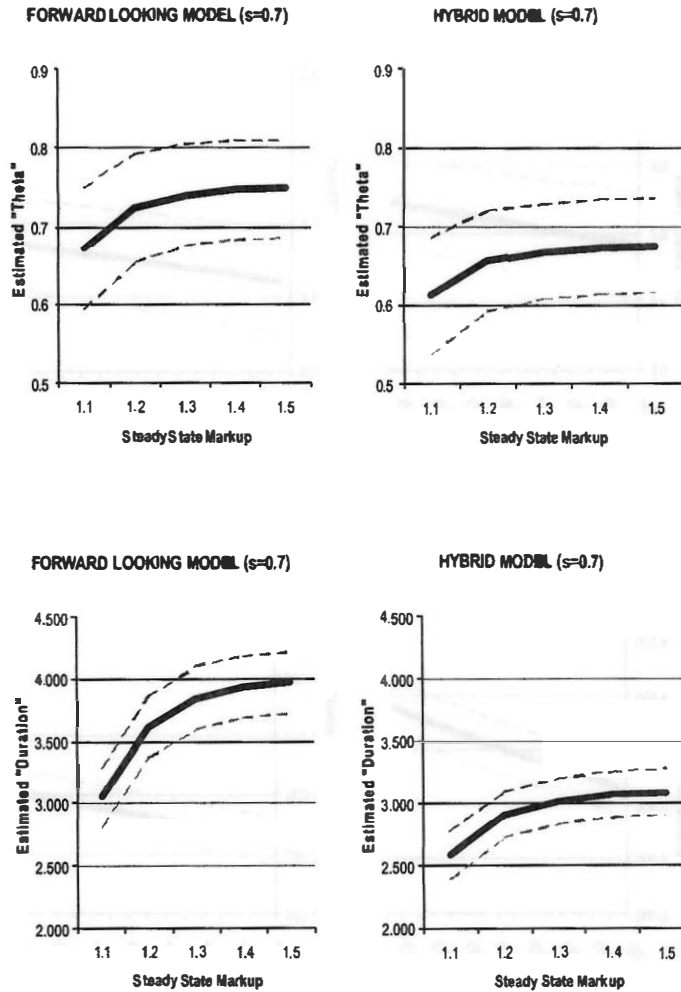 FORWARD LOOKING MODEL (s=0.7)
Estimated "Theta"
0.9
0.8
0.7
0.6
0.5
1.1 1.2 1.3 1.4 1.5
Steady State Markup
HYBRID MODEL (s=0.7)
Estimated "Theta"
0.9
0.8
0.7
0.6
0.5
1.1 1.2 1.3 1.4 1.5
Steady State Markup
FORWARD LOOKING MODEL (s=0.7)
Estimated "Duration"
4.500
4.000
3.500
3.000
2.500
2.000
1.1 1.2 1.3 1.4 1.5
Steady State Markup
HYBRID MODEL (s=0.7)
Estimated "Duration"
4.500
4.000
3.500
3.000
2.500
2.000
1.1 1.2 1.3 1.4 1.5
Steady State Markup